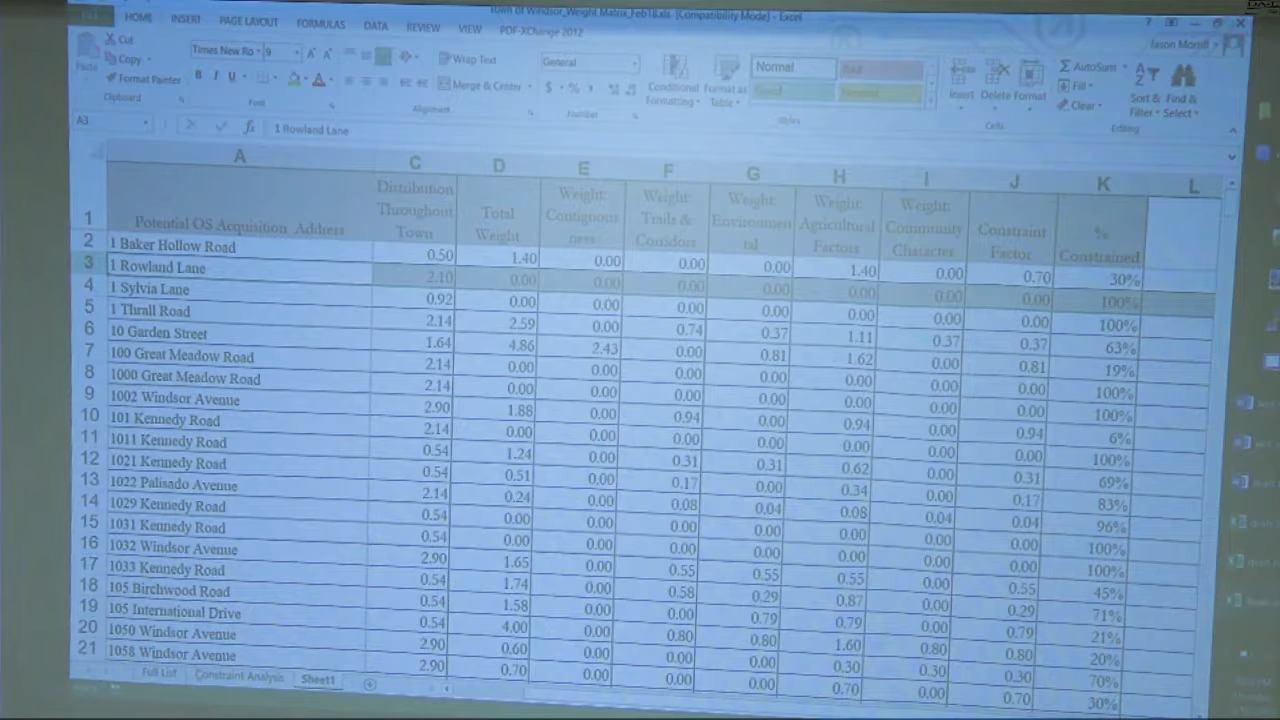 Town of Windsor_Weight Matrix_Feb18.xls [Compatibility Mode] - Excel
HOME INSERT PAGE LAYOUT FORMULAS DATA REVIEW VIEW PDF-XChange 2012
Cut
Copy
Format Painter
Paste
Clipboard
Times New Ro 9
B I U
Font
Wrap Text
Merge & Center
Alignment
General
$ % ,
Number
Conditional Formatting
Format as Table
Normal
Styles
Insert Delete Format
Cells
AutoSum
Fill
Clear
Sort & Filter
Find & Select
Editing
A3 fx 1 Rowland Lane
A C D E F G H I J K L
1 Potential OS Acquisition Address Distribution Throughout Town Total Weight Weight: Contiguousness Weight: Trails & Corridors Weight: Environmental Weight: Agricultural Factors Weight: Community Character Constraint Factor % Constrained
2 1 Baker Hollow Road 0.50 1.40 0.00 0.00 0.00 1.40 0.00 0.70 30%
3 1 Rowland Lane 2.10 0.00 0.00 0.00 0.00 0.00 0.00 0.00 100%
4 1 Sylvia Lane 0.92 0.00 0.00 0.00 0.00 0.00 0.00 0.00 100%
5 1 Thrall Road 2.14 2.59 0.00 0.74 0.37 1.11 0.37 0.37 63%
6 10 Garden Street 1.64 4.86 2.43 0.00 0.81 1.62 0.00 0.81 19%
7 100 Great Meadow Road 2.14 0.00 0.00 0.00 0.00 0.00 0.00 0.00 100%
8 1000 Great Meadow Road 2.14 0.00 0.00 0.00 0.00 0.00 0.00 0.00 100%
9 1002 Windsor Avenue 2.90 1.88 0.00 0.94 0.00 0.94 0.00 0.94 6%
10 101 Kennedy Road 2.14 0.00 0.00 0.00 0.00 0.00 0.00 0.00 100%
11 1011 Kennedy Road 0.54 1.24 0.00 0.31 0.31 0.62 0.00 0.31 69%
12 1021 Kennedy Road 0.54 0.51 0.00 0.17 0.00 0.34 0.00 0.17 83%
13 1022 Palisado Avenue 2.14 0.24 0.00 0.08 0.04 0.08 0.04 0.04 96%
14 1029 Kennedy Road 0.54 0.00 0.00 0.00 0.00 0.00 0.00 0.00 100%
15 1031 Kennedy Road 0.54 0.00 0.00 0.00 0.00 0.00 0.00 0.00 100%
16 1032 Windsor Avenue 2.90 1.65 0.00 0.55 0.55 0.55 0.00 0.55 45%
17 1033 Kennedy Road 0.54 1.74 0.00 0.58 0.29 0.87 0.00 0.29 71%
18 105 Birchwood Road 0.54 1.58 0.00 0.00 0.79 0.79 0.00 0.79 21%
19 105 International Drive 0.54 4.00 0.00 0.80 0.80 1.60 0.80 0.80 20%
20 1050 Windsor Avenue 2.90 0.60 0.00 0.00 0.00 0.30 0.30 0.30 70%
21 1058 Windsor Avenue 2.90 0.70 0.00 0.00 0.00 0.70 0.00 0.70 30%
Full List Constraint Analysis Sheet1